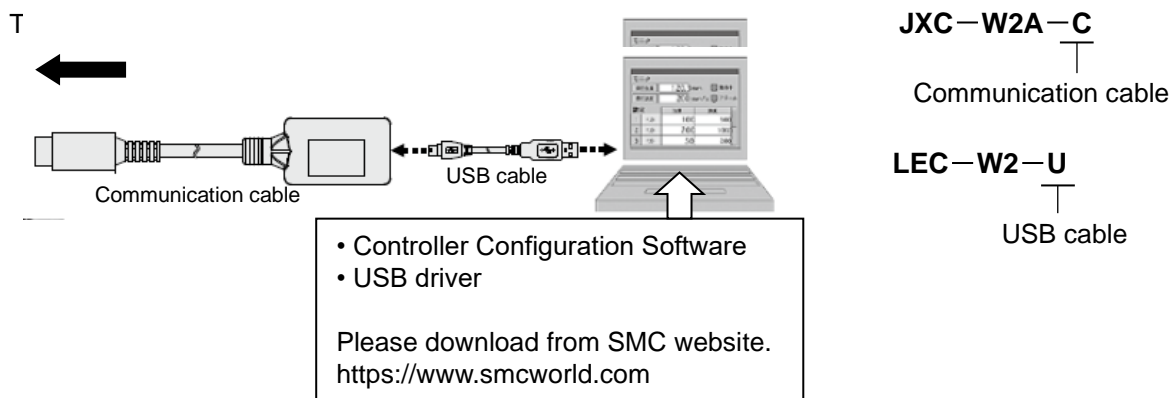 T
JXC－W2A－C
Communication cable
LEC－W2－U
USB cable
USB cable
Communication cable
• Controller Configuration Software
• USB driver
Please download from SMC website.
https://www.smcworld.com